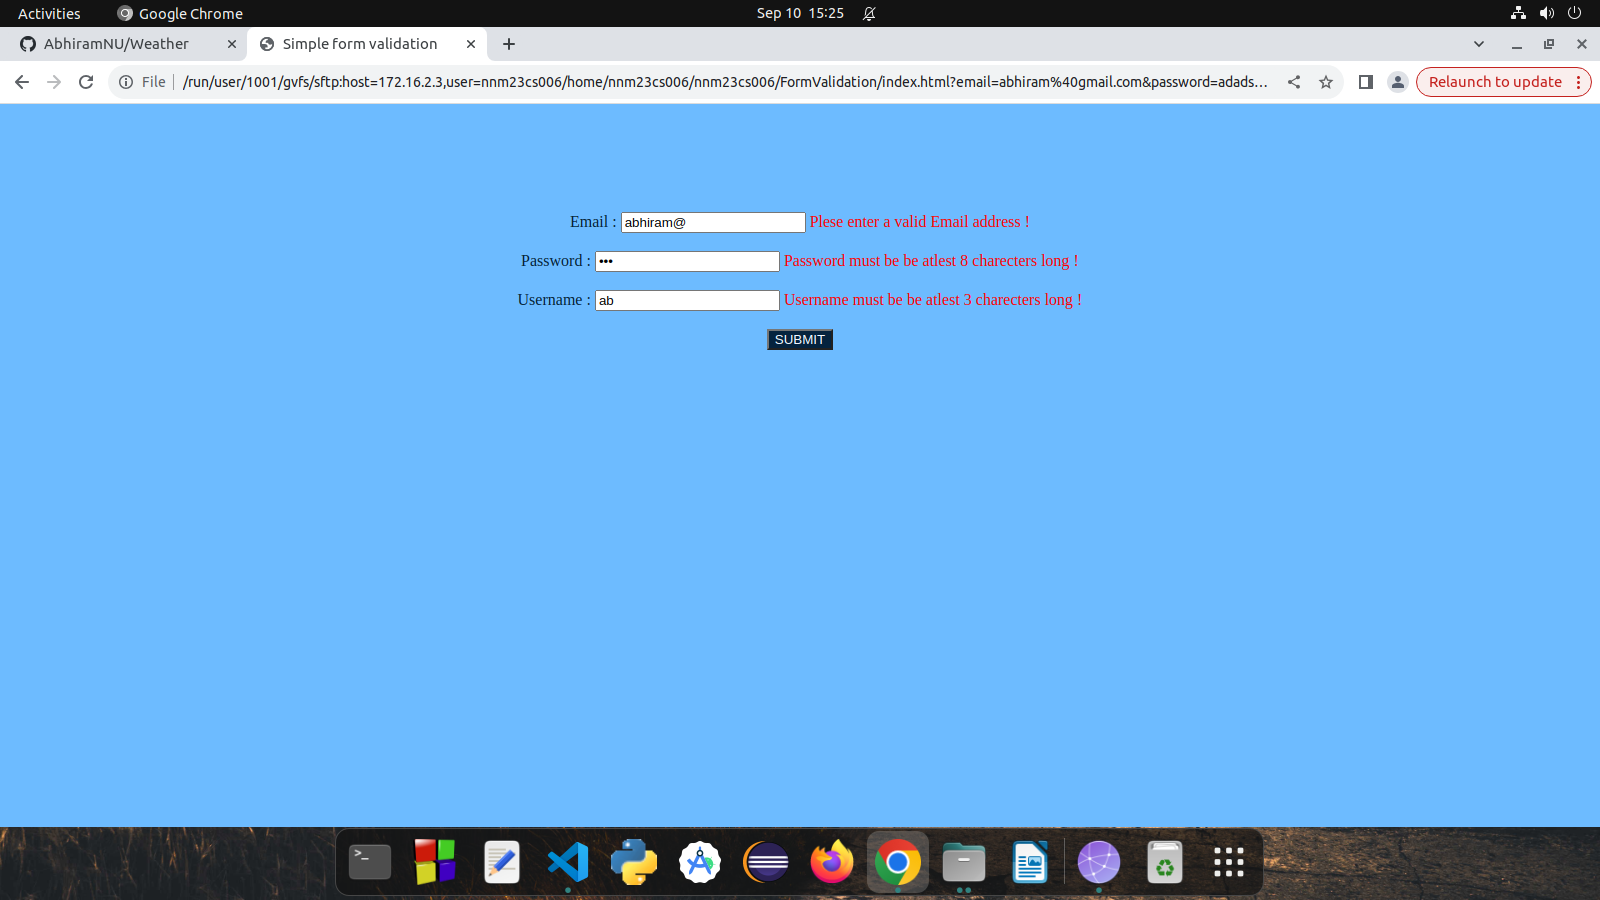 Activities Google Chrome Sep 10 15:25
AbhiramNU/Weather Simple form validation
File /run/user/1001/gvfs/sftp:host=172.16.2.3,user=nnm23cs006/home/nnm23cs006/nnm23cs006/FormValidation/index.html?email=abhiram%40gmail.com&password=adads... Relaunch to update
Email : abhiram@ Plese enter a valid Email address !
Password : ••• Password must be be atlest 8 charecters long !
Username : ab Username must be be atlest 3 charecters long !
SUBMIT